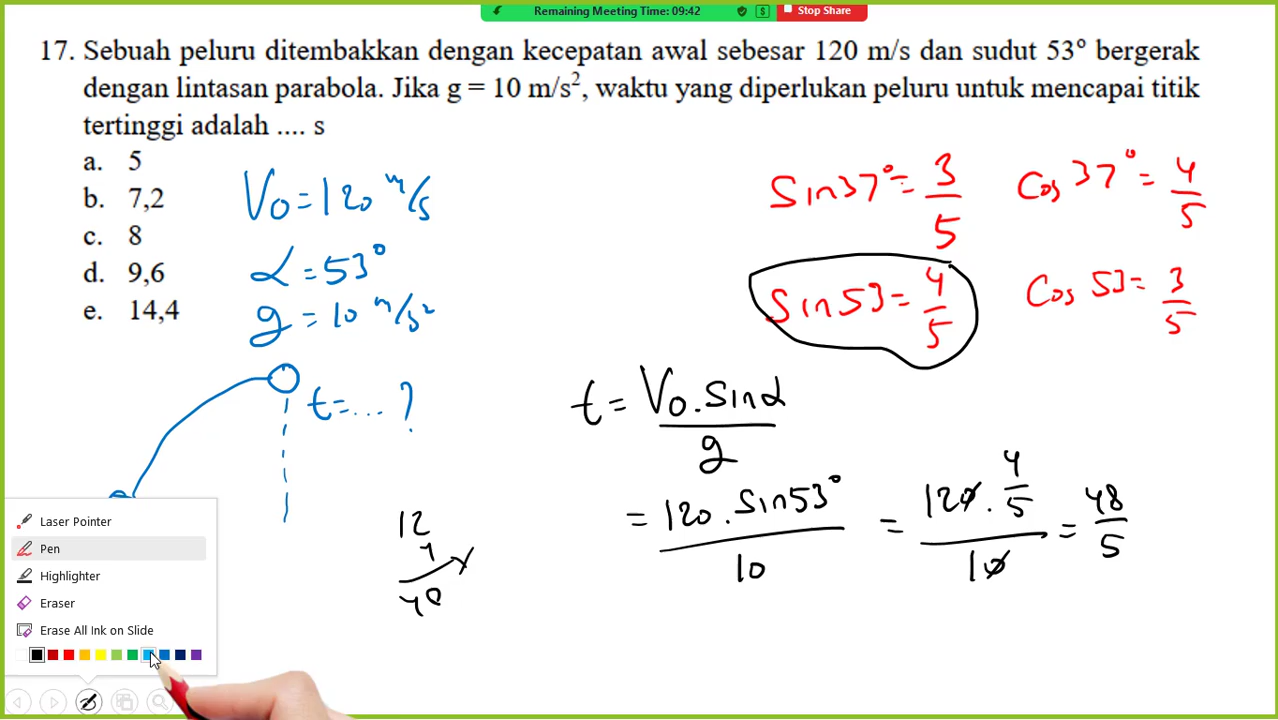 Remaining Meeting Time: 09:42
Stop Share
17. Sebuah peluru ditembakkan dengan kecepatan awal sebesar 120 m/s dan sudut 53° bergerak
dengan lintasan parabola. Jika g = 10 m/s², waktu yang diperlukan peluru untuk mencapai titik
tertinggi adalah .... s
a. 5
b. 7,2
c. 8
d. 9,6
e. 14,4
V₀ = 120 m/s
α = 53°
g = 10 m/s²
t = ... ?
Sin 37° = 3/5
Cos 37° = 4/5
Sin 53 = 4/5
Cos 53 = 3/5
t = V₀ . Sin α / g
= 120 . Sin 53° / 10 = 120 . 4/5 / 10 = 48/5
12
4 x
48
Laser Pointer
Pen
Highlighter
Eraser
Erase All Ink on Slide